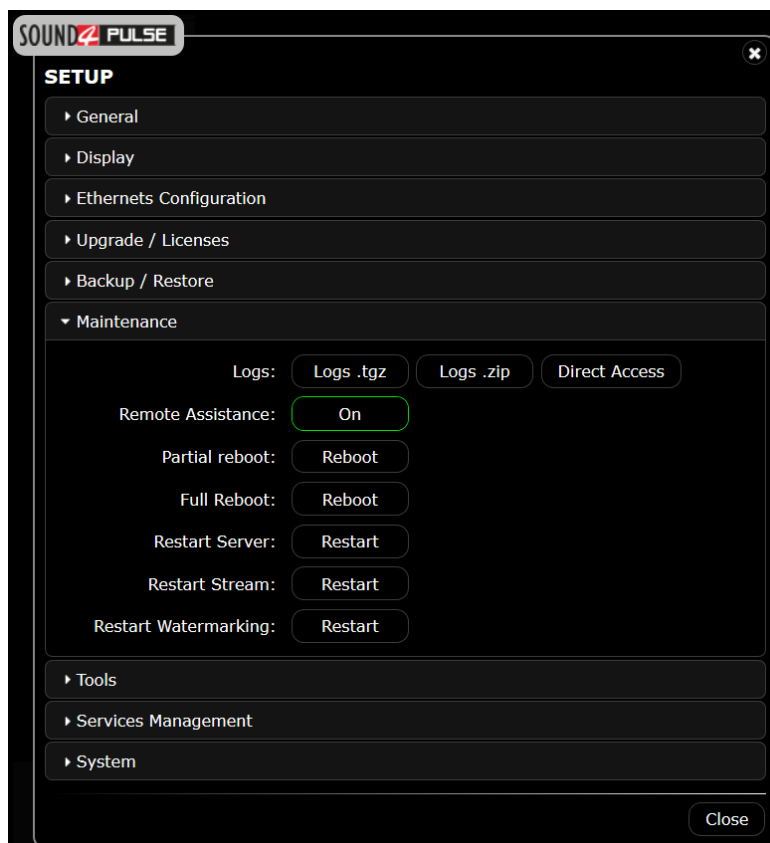 SOUND4 PULSE
SETUP
General
Display
Ethernets Configuration
Upgrade / Licenses
Backup / Restore
Maintenance
Logs: Logs .tgz Logs .zip Direct Access
Remote Assistance: On
Partial reboot: Reboot
Full Reboot: Reboot
Restart Server: Restart
Restart Stream: Restart
Restart Watermarking: Restart
Tools
Services Management
System
Close